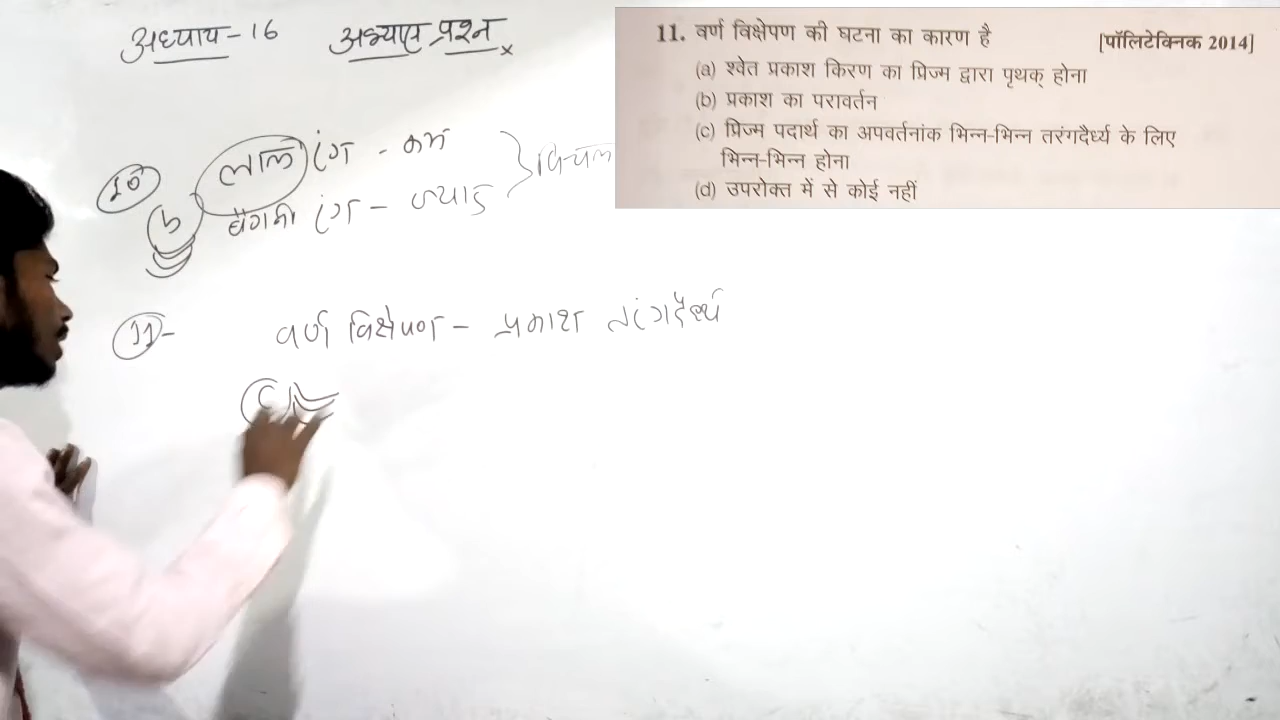 अध्याय-16 अभ्यास प्रश्न
11. वर्ण विक्षेपण की घटना का कारण है [पॉलिटेक्निक 2014]
(a) श्वेत प्रकाश किरण का प्रिज्म द्वारा पृथक् होना
(b) प्रकाश का परावर्तन
(c) प्रिज्म पदार्थ का अपवर्तनांक भिन्न-भिन्न तरंगदैर्ध्य के लिए
भिन्न-भिन्न होना
(d) उपरोक्त में से कोई नहीं
10 लाल रंग - कम
b बैंगनी रंग -
11- वर्ण विक्षेपण - प्रकाश तरंगदैर्ध्य
C